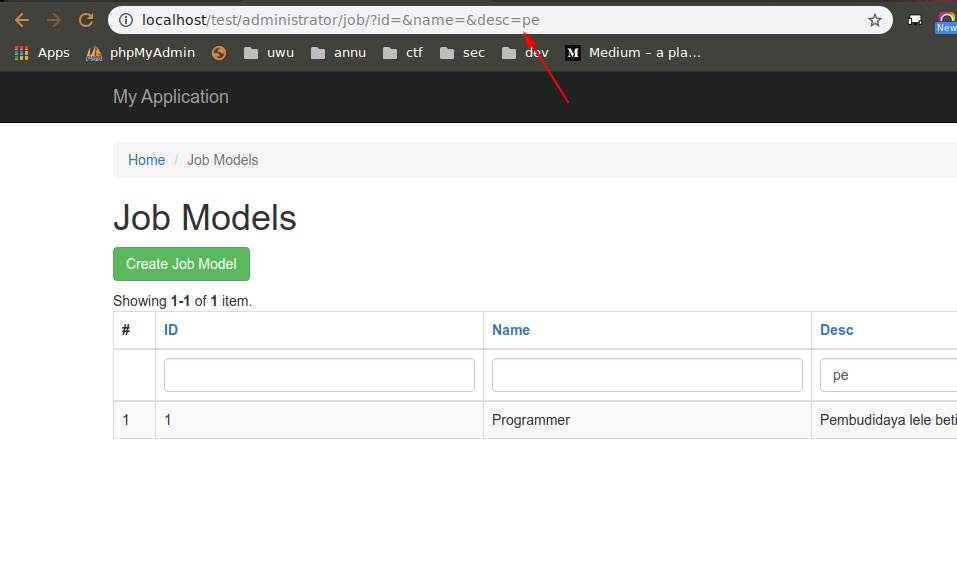 localhost/test/administrator/job/?id=&name=&desc=pe
New
Apps phpMyAdmin uwu annu ctf sec dev M Medium – a pla...
My Application
Home / Job Models
Job Models
Create Job Model
Showing 1-1 of 1 item.
# ID Name Desc
pe
1 1 Programmer Pembudidaya lele beti